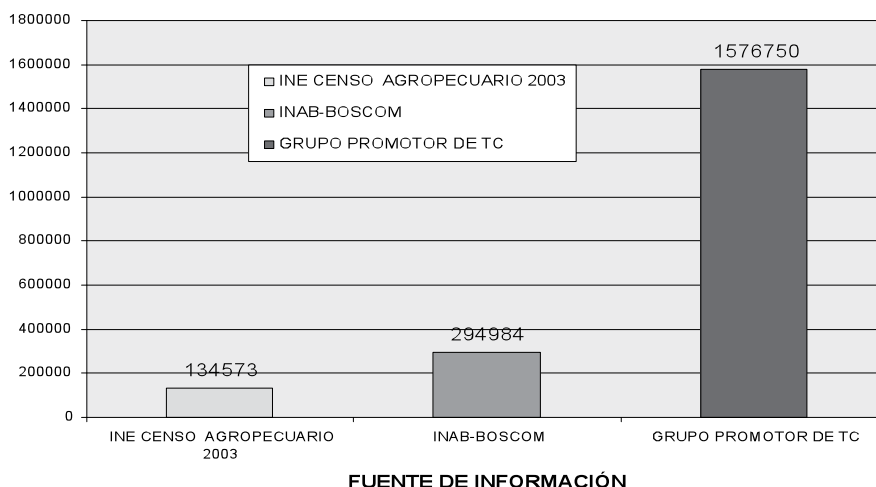 1800000
1600000
1400000
1200000
1000000
800000
600000
400000
200000
0
INE CENSO AGROPECUARIO 2003
INAB-BOSCOM
GRUPO PROMOTOR DE TC
134573
294984
1576750
INE CENSO AGROPECUARIO
2003
INAB-BOSCOM
GRUPO PROMOTOR DE TC
FUENTE DE INFORMACIÓN